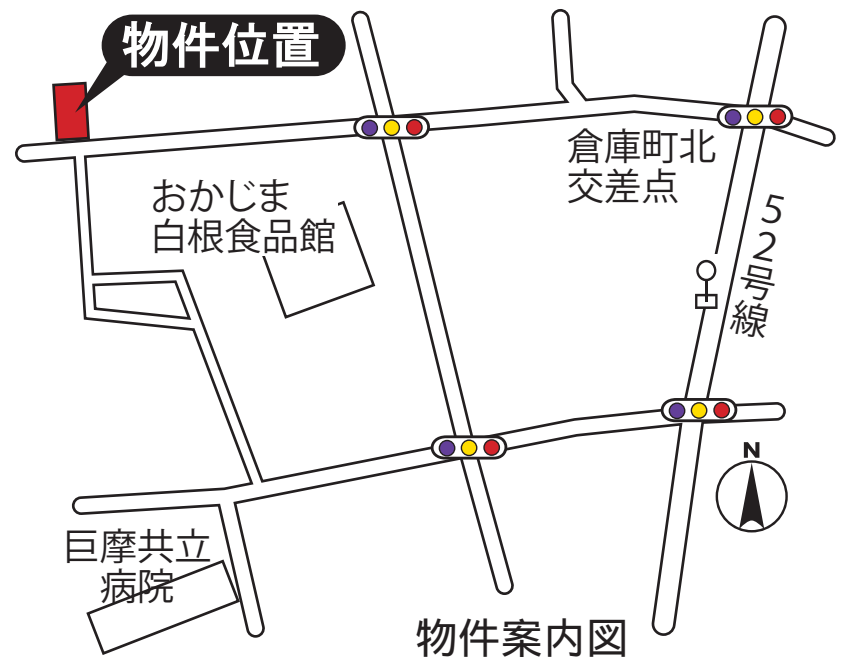 物件位置
倉庫町北
交差点
おかじま
白根食品館
52号線
N
巨摩共立
病院
物件案内図